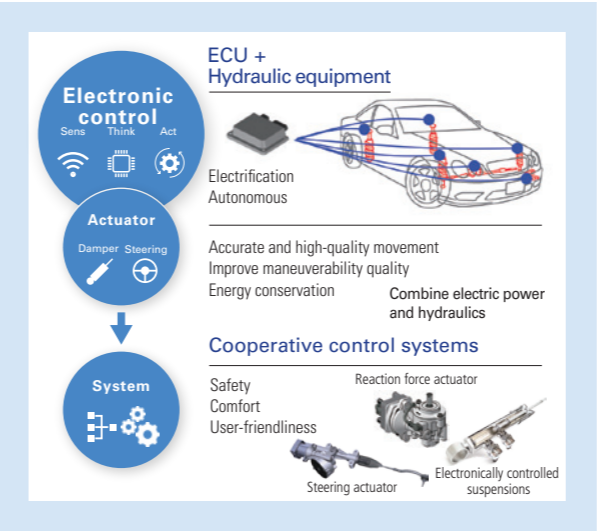 ECU +
Hydraulic equipment
Electronic
control
Sens Think Act
Electrification
Autonomous
Actuator
Damper Steering
Accurate and high-quality movement
Improve maneuverability quality
Energy conservation
Combine electric power
and hydraulics
Cooperative control systems
System
Safety
Comfort
User-friendliness
Reaction force actuator
Steering actuator
Electronically controlled
suspensions